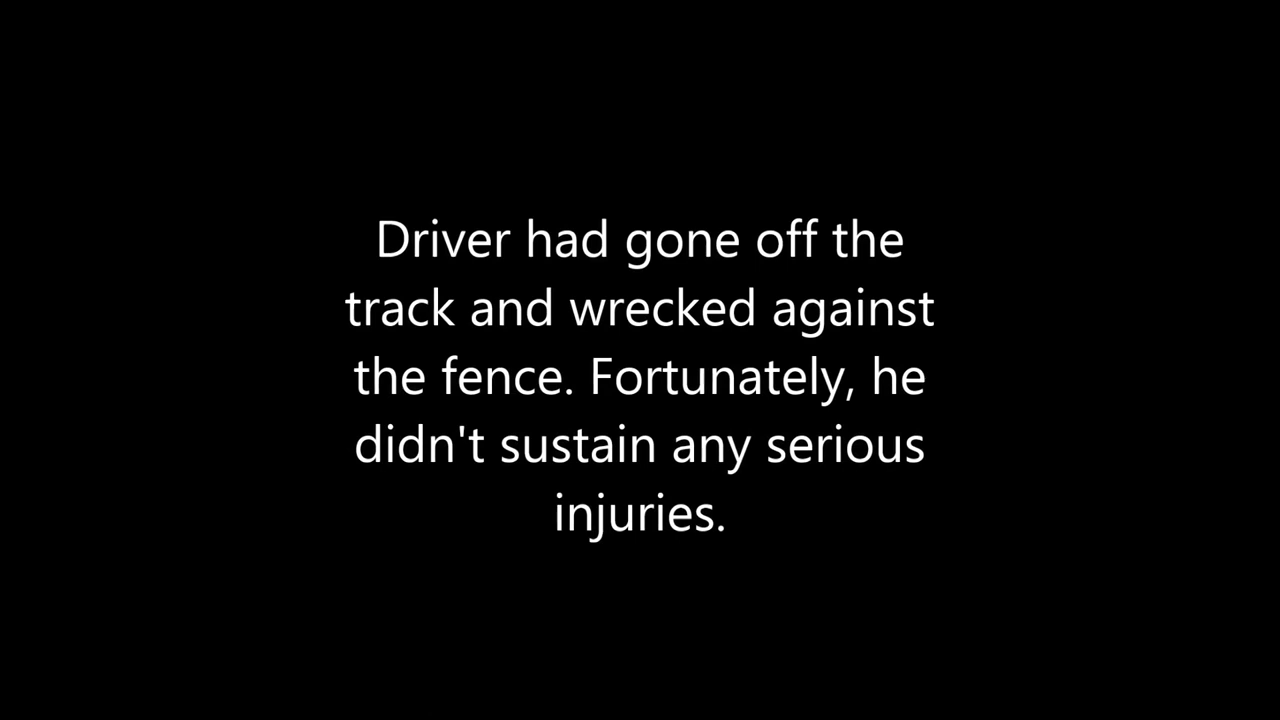 Driver had gone off the
track and wrecked against
the fence. Fortunately, he
didn't sustain any serious
injuries.